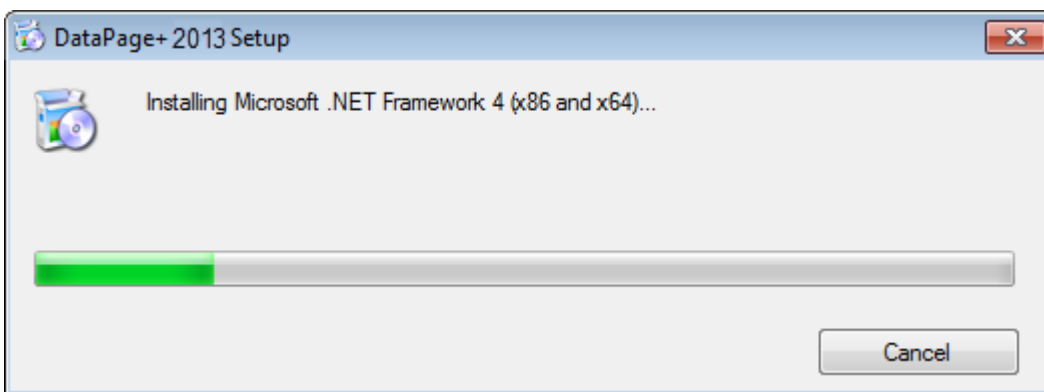 DataPage+ 2013 Setup
Installing Microsoft .NET Framework 4 (x86 and x64)...
Cancel